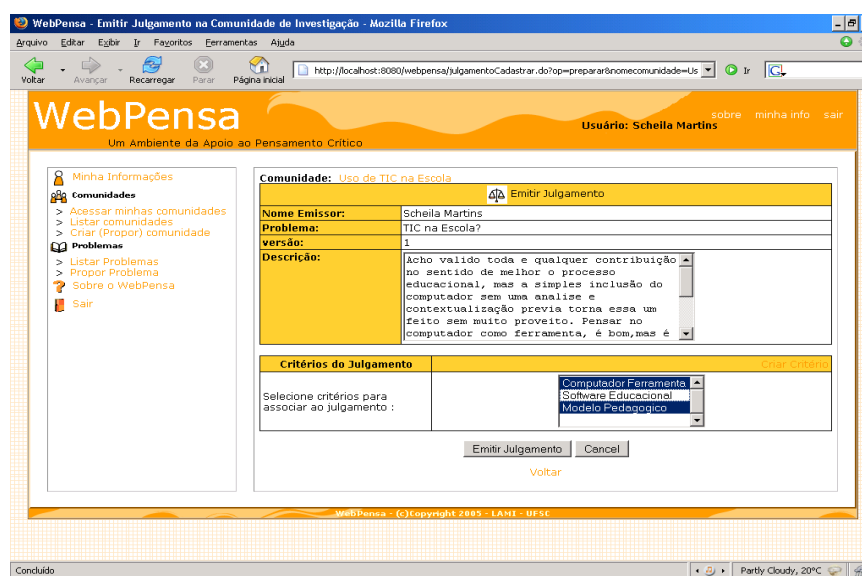 WebPensa - Emitir Julgamento na Comunidade de Investigação - Mozilla Firefox
Arquivo Editar Exibir Ir Favoritos Ferramentas Ajuda
Voltar Avançar Recarregar Parar Página inicial http://localhost:8080/webpensa/julgamentoCadastrar.do?op=preparar&nomecomunidade=Us Ir
WebPensa
sobre minha info sair
Usuário: Scheila Martins
Um Ambiente da Apoio ao Pensamento Crítico
Minha Informações
Comunidades
> Acessar minhas comunidades
> Listar comunidades
> Criar (Propor) comunidade
Problemas
> Listar Problemas
> Propor Problema
Sobre o WebPensa
Sair
Comunidade: Uso de TIC na Escola
Emitir Julgamento
Nome Emissor: Scheila Martins
Problema: TIC na Escola?
versão: 1
Descrição: Acho valido toda e qualquer contribuição
no sentido de melhor o processo
educacional, mas a simples inclusão do
computador sem uma analise e
contextualização previa torna essa um
feito sem muito proveito. Pensar no
computador como ferramenta, é bom,mas é
Critérios do Julgamento Criar Critério
Selecione critérios para
associar ao julgamento :
Computador Ferramenta
Software Educacional
Modelo Pedagogico
Emitir Julgamento Cancel
Voltar
WebPensa - (c)Copyright 2005 - LAMI - UFSC
Concluído Partly Cloudy, 20°C